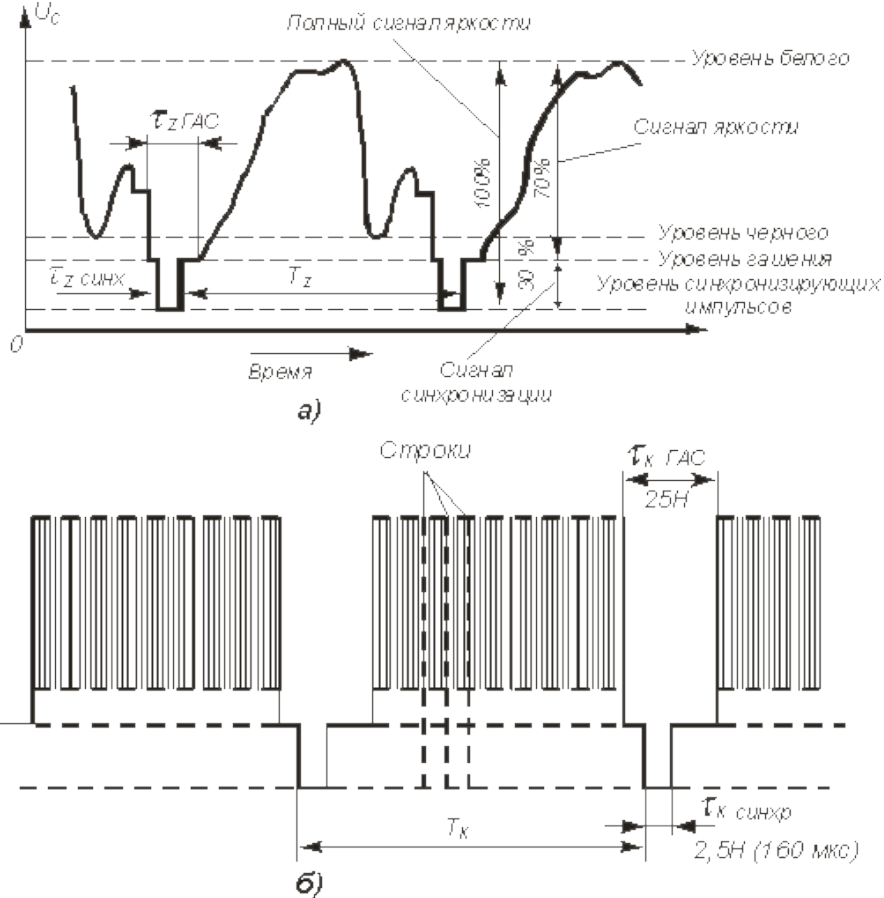 U c
Полный сигнал яркости
Уровень белого
τz ГАС
Сигнал яркости
100%
70%
Уровень черного
30 %
Уровень гашения
τz синх
Tz
Уровень синхронизирующих
импульсов
0
Время
Сигнал
синхронизации
а)
Строки
τк ГАС
25H
Tк
τк синхр
2,5H (160 мкс)
б)